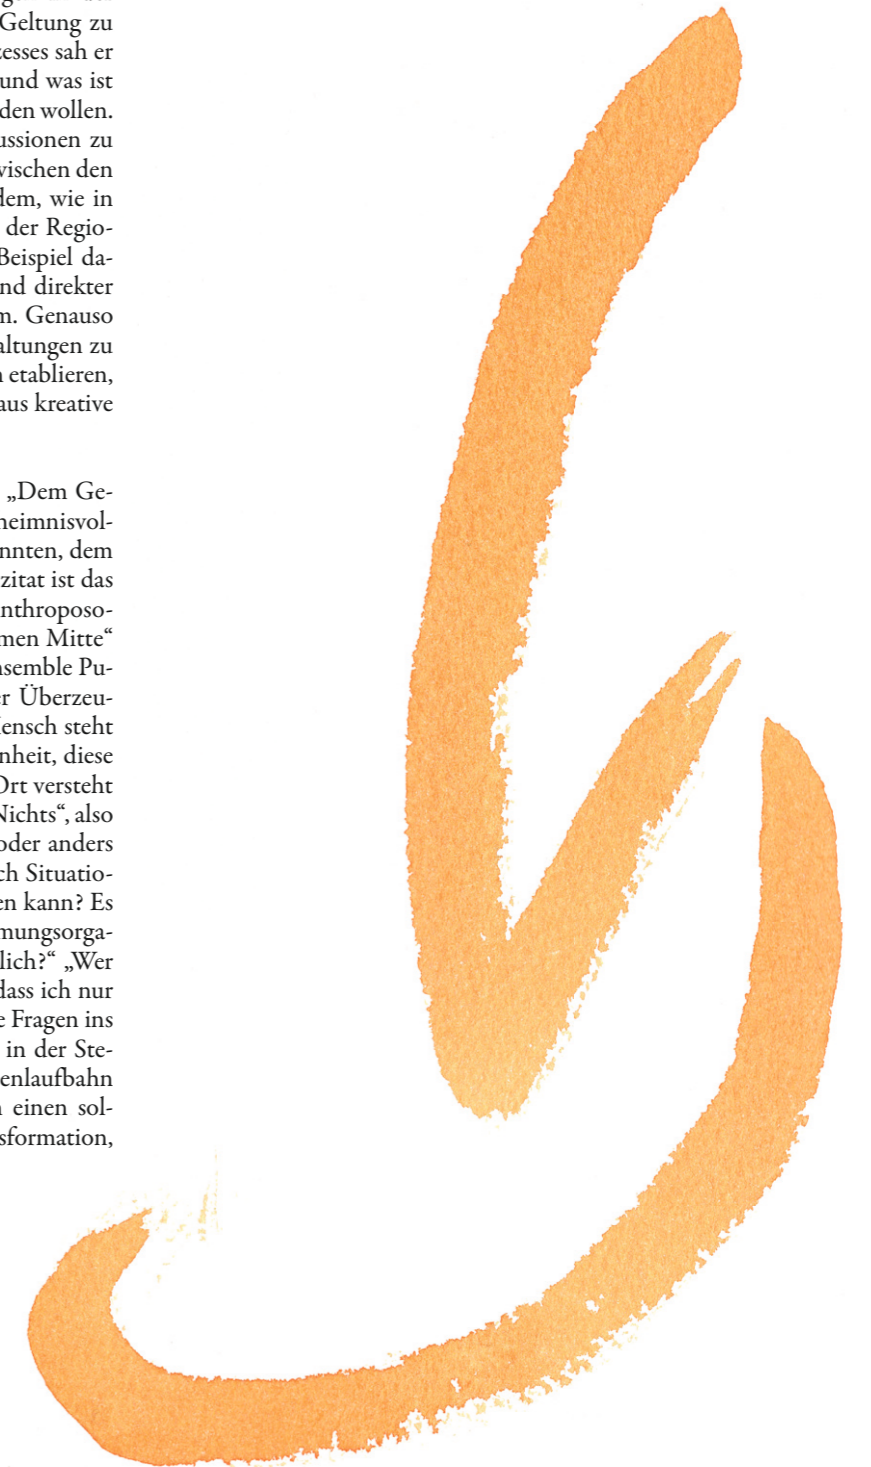 Geltung zu
zesses sah er
und was ist
den wollen.
ussionen zu
wischen den
dem, wie in
der Regio-
Beispiel da-
nd direkter
m. Genauso
altungen zu
n etablieren,
aus kreative
„Dem Ge-
heimnisvol-
nnten, dem
zitat ist das
nthroposo-
men Mitte“
nsemble Pu-
er Überzeu-
Mensch steht
nheit, diese
Ort versteht
Nichts“, also
oder anders
ch Situatio-
en kann? Es
mungsorga-
lich?“ „Wer
dass ich nur
e Fragen ins
in der Ste-
enlaufbahn
n einen sol-
sformation,